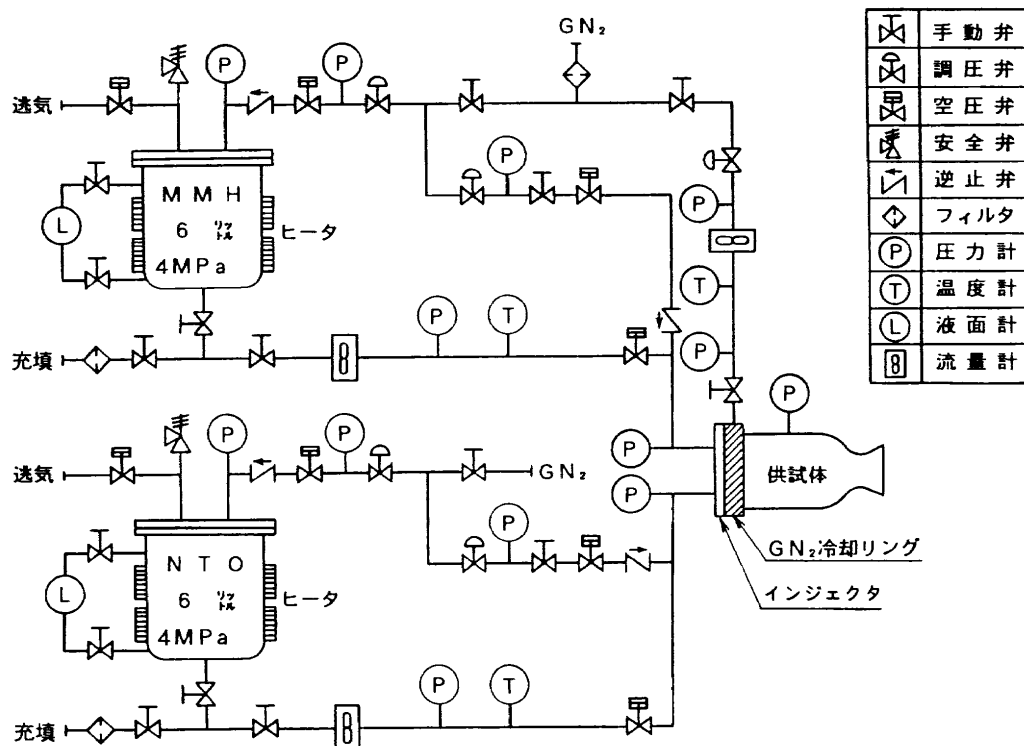 GN₂
P
P
逃気
P
MMH
6 リットル
4MPa
L
ヒータ
P
T
P
P
T
充填
P
P
P
逃気
GN₂
P
P
P
供試体
NTO
6 リットル
4MPa
L
ヒータ
GN₂冷却リング
インジェクタ
P
T
充填
手動弁
調圧弁
空圧弁
安全弁
逆止弁
フィルタ
P 圧力計
T 温度計
L 液面計
流量計